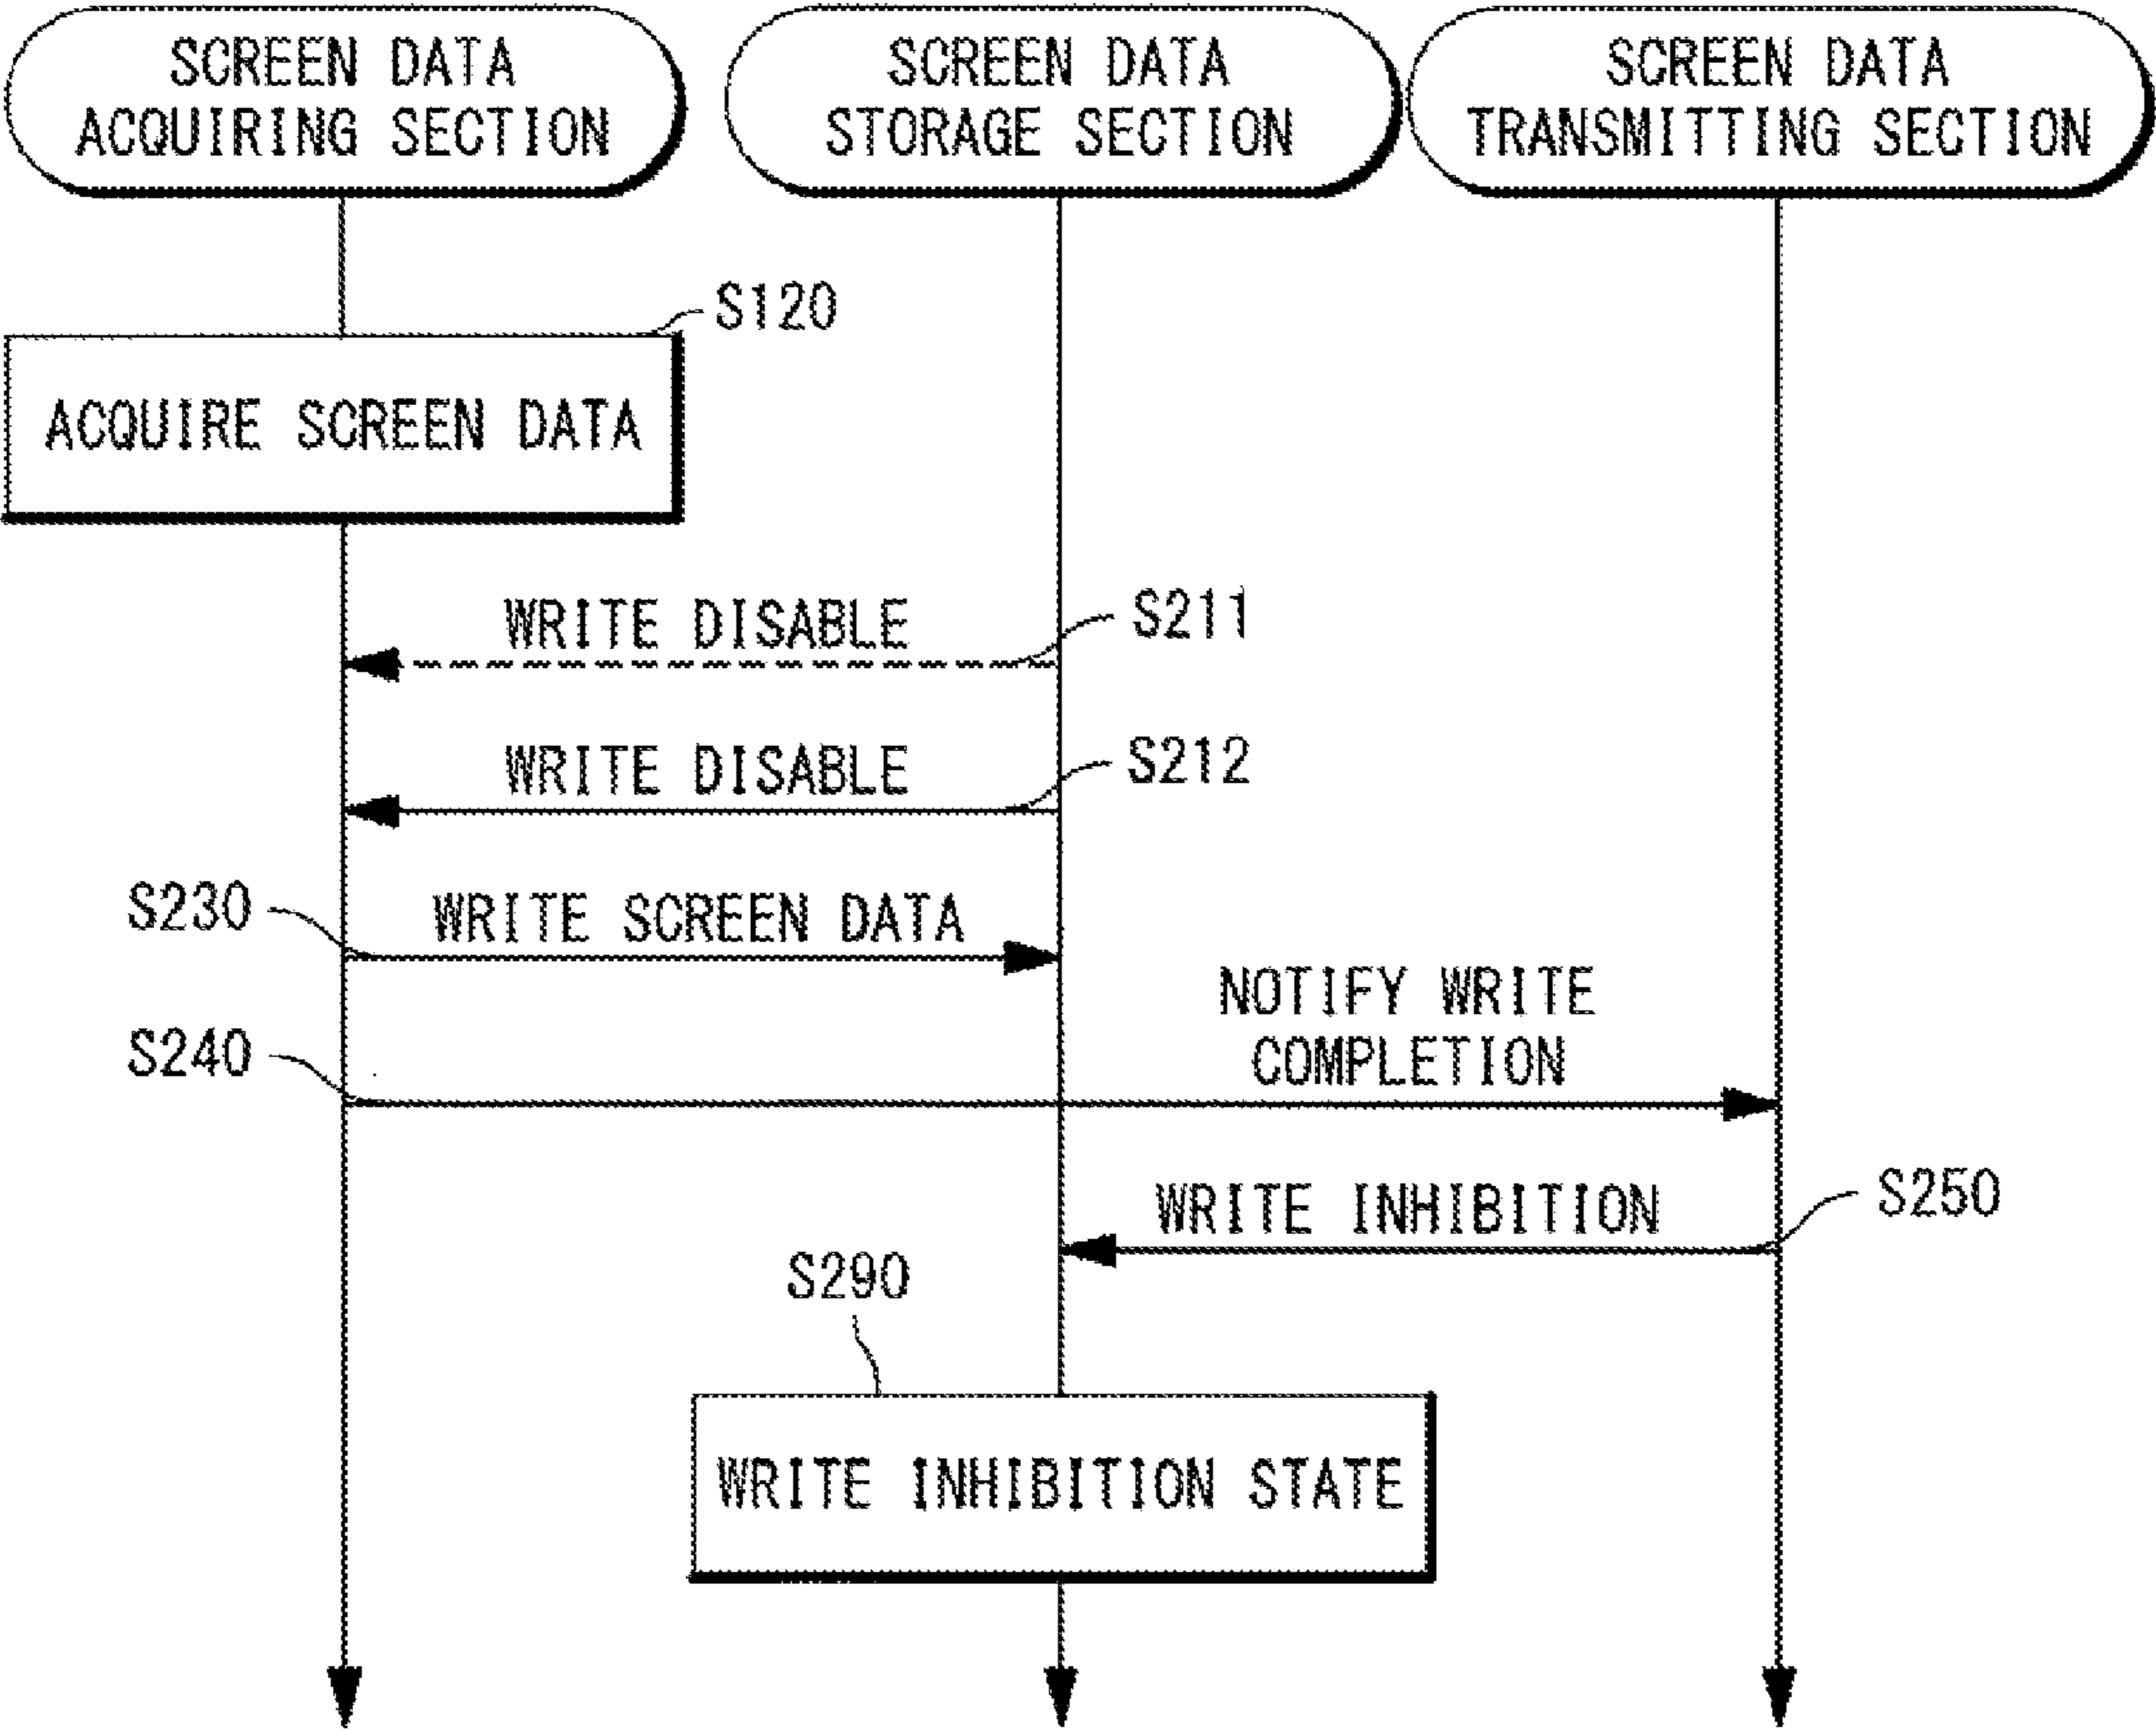 SCREEN DATA
ACQUIRING SECTION
SCREEN DATA
STORAGE SECTION
SCREEN DATA
TRANSMITTING SECTION
S120
ACQUIRE SCREEN DATA
WRITE DISABLE
S211
WRITE DISABLE
S212
S230
WRITE SCREEN DATA
NOTIFY WRITE
COMPLETION
S240
WRITE INHIBITION
S250
S290
WRITE INHIBITION STATE